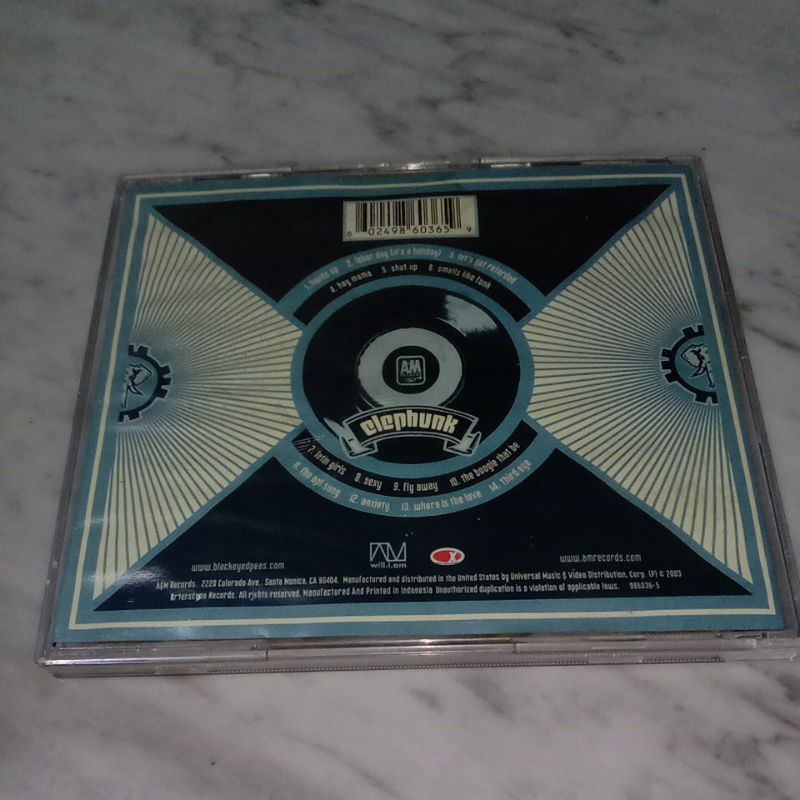 6 02498 60365 9
1. hands up 2. labor day (it's a holiday) 3. let's get retarded
4. hey mama 5 shut up 6 smells like funk
A&M
elephunk
7. latin girls 8. sexy 9. fly away 10. the boogie that be
11. the apl song 12. anxiety 13. where is the love 14. third eye
www.blackeyedpeas.com
will.i.am
www.amrecords.com
A&M Records. 2220 Colorado Ave., Santa Monica, CA 90404. Manufactured and distributed in the United States by Universal Music & Video Distribution, Corp. (P) © 2003
Interscope Records. All rights reserved. Manufactured And Printed in Indonesia Unauthorized duplication is a violation of applicable laws. 986036-5